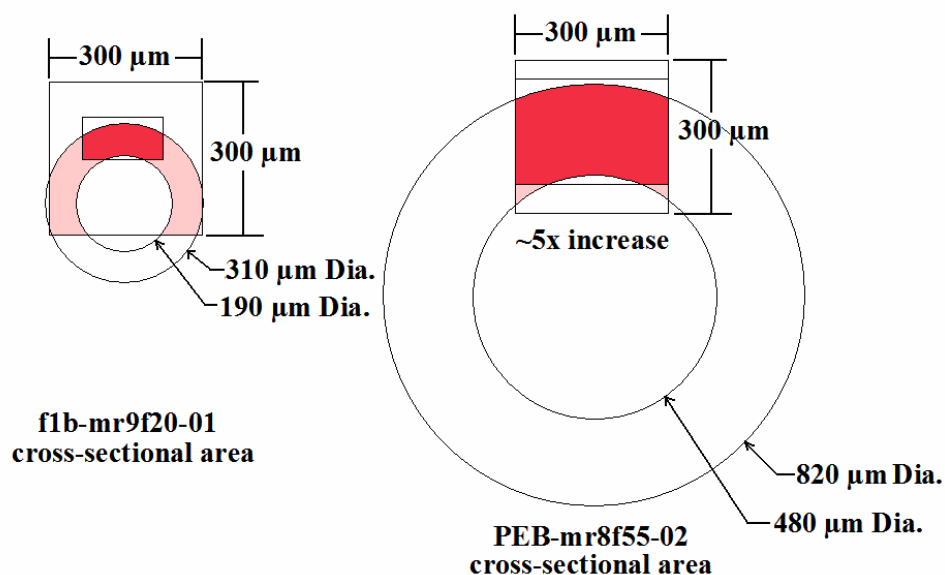 300 µm
300 µm
310 µm Dia.
190 µm Dia.
f1b-mr9f20-01
cross-sectional area
300 µm
300 µm
~5x increase
820 µm Dia.
480 µm Dia.
PEB-mr8f55-02
cross-sectional area